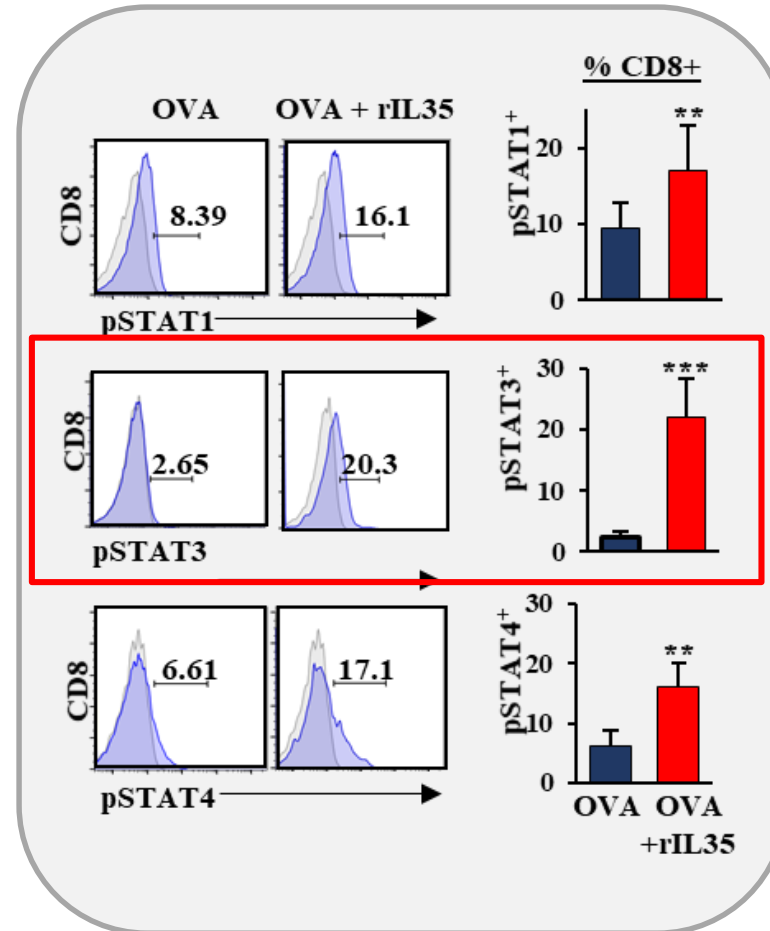 % CD8+
OVA OVA + rIL35
CD8 8.39 16.1 pSTAT1+ 20 10 0 **
pSTAT1
CD8 2.65 20.3 pSTAT3+ 30 20 10 0 ***
pSTAT3
CD8 6.61 17.1 pSTAT4+ 30 20 10 0 **
pSTAT4
OVA OVA
+rIL35